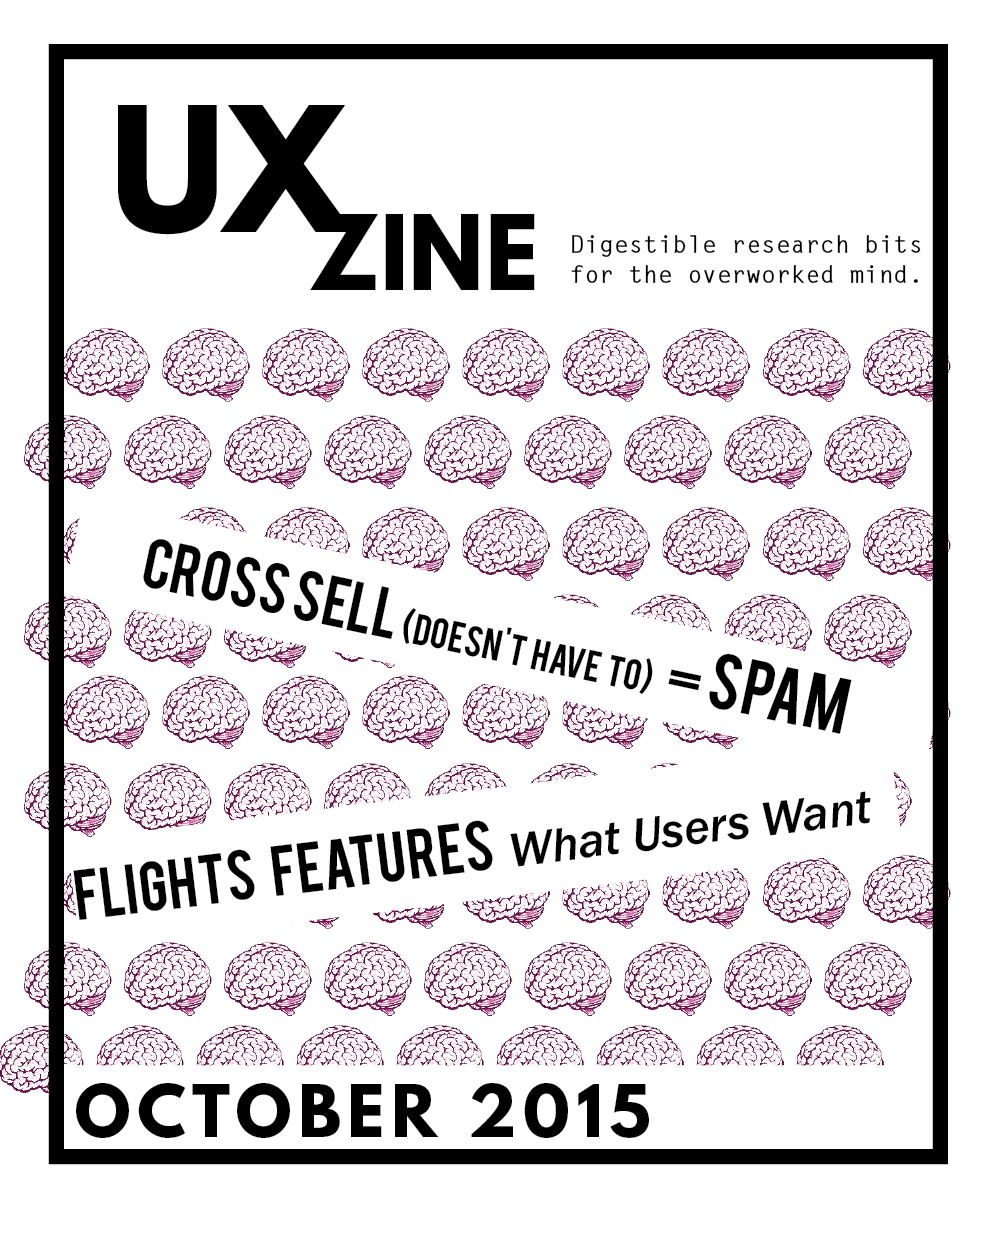 UX
ZINE
Digestible research bits
for the overworked mind.
CROSS SELL (DOESN'T HAVE TO) = SPAM
FLIGHTS FEATURES What Users Want
OCTOBER 2015